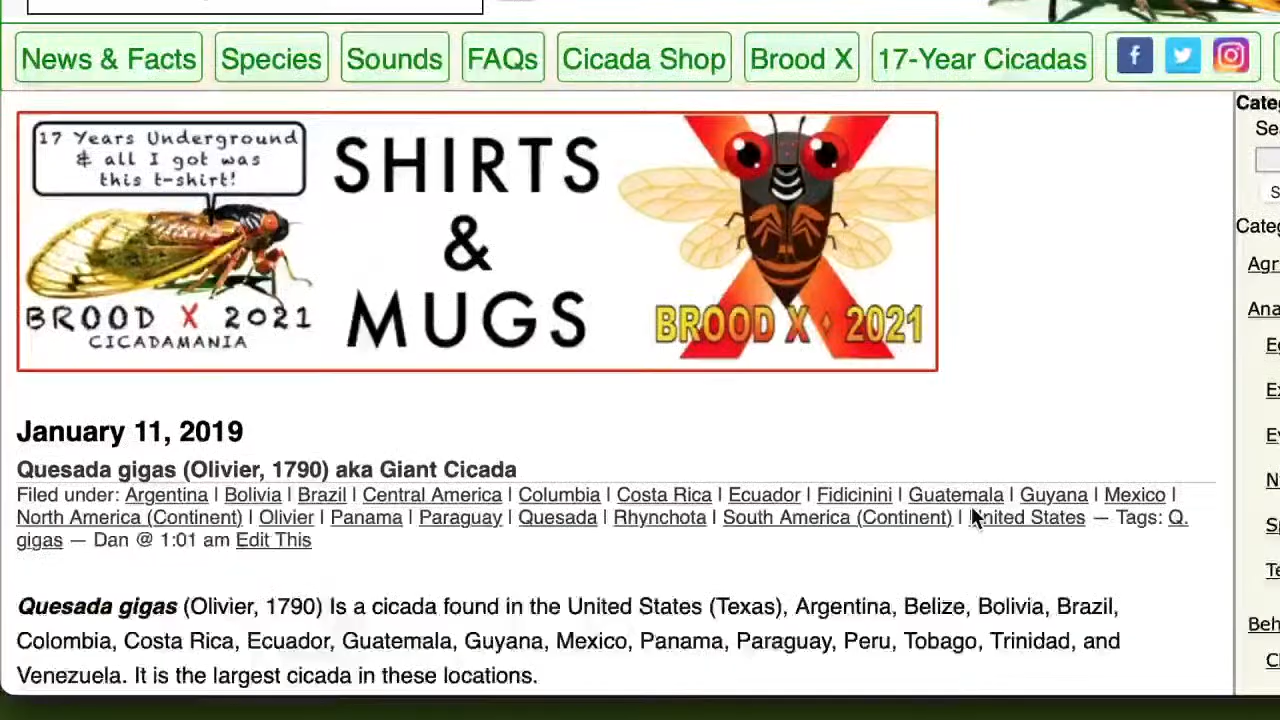 News & Facts
Species
Sounds
FAQs
Cicada Shop
Brood X
17-Year Cicadas
17 Years Underground
& all I got was
this t-shirt!
BROOD X 2021
CICADAMANIA
SHIRTS
&
MUGS
BROOD X 2021
January 11, 2019
Quesada gigas (Olivier, 1790) aka Giant Cicada
Filed under: Argentina | Bolivia | Brazil | Central America | Columbia | Costa Rica | Ecuador | Fidicinini | Guatemala | Guyana | Mexico |
North America (Continent) | Olivier | Panama | Paraguay | Quesada | Rhynchota | South America (Continent) | United States — Tags: Q.
gigas — Dan @ 1:01 am Edit This
Quesada gigas (Olivier, 1790) Is a cicada found in the United States (Texas), Argentina, Belize, Bolivia, Brazil,
Colombia, Costa Rica, Ecuador, Guatemala, Guyana, Mexico, Panama, Paraguay, Peru, Tobago, Trinidad, and
Venezuela. It is the largest cicada in these locations.